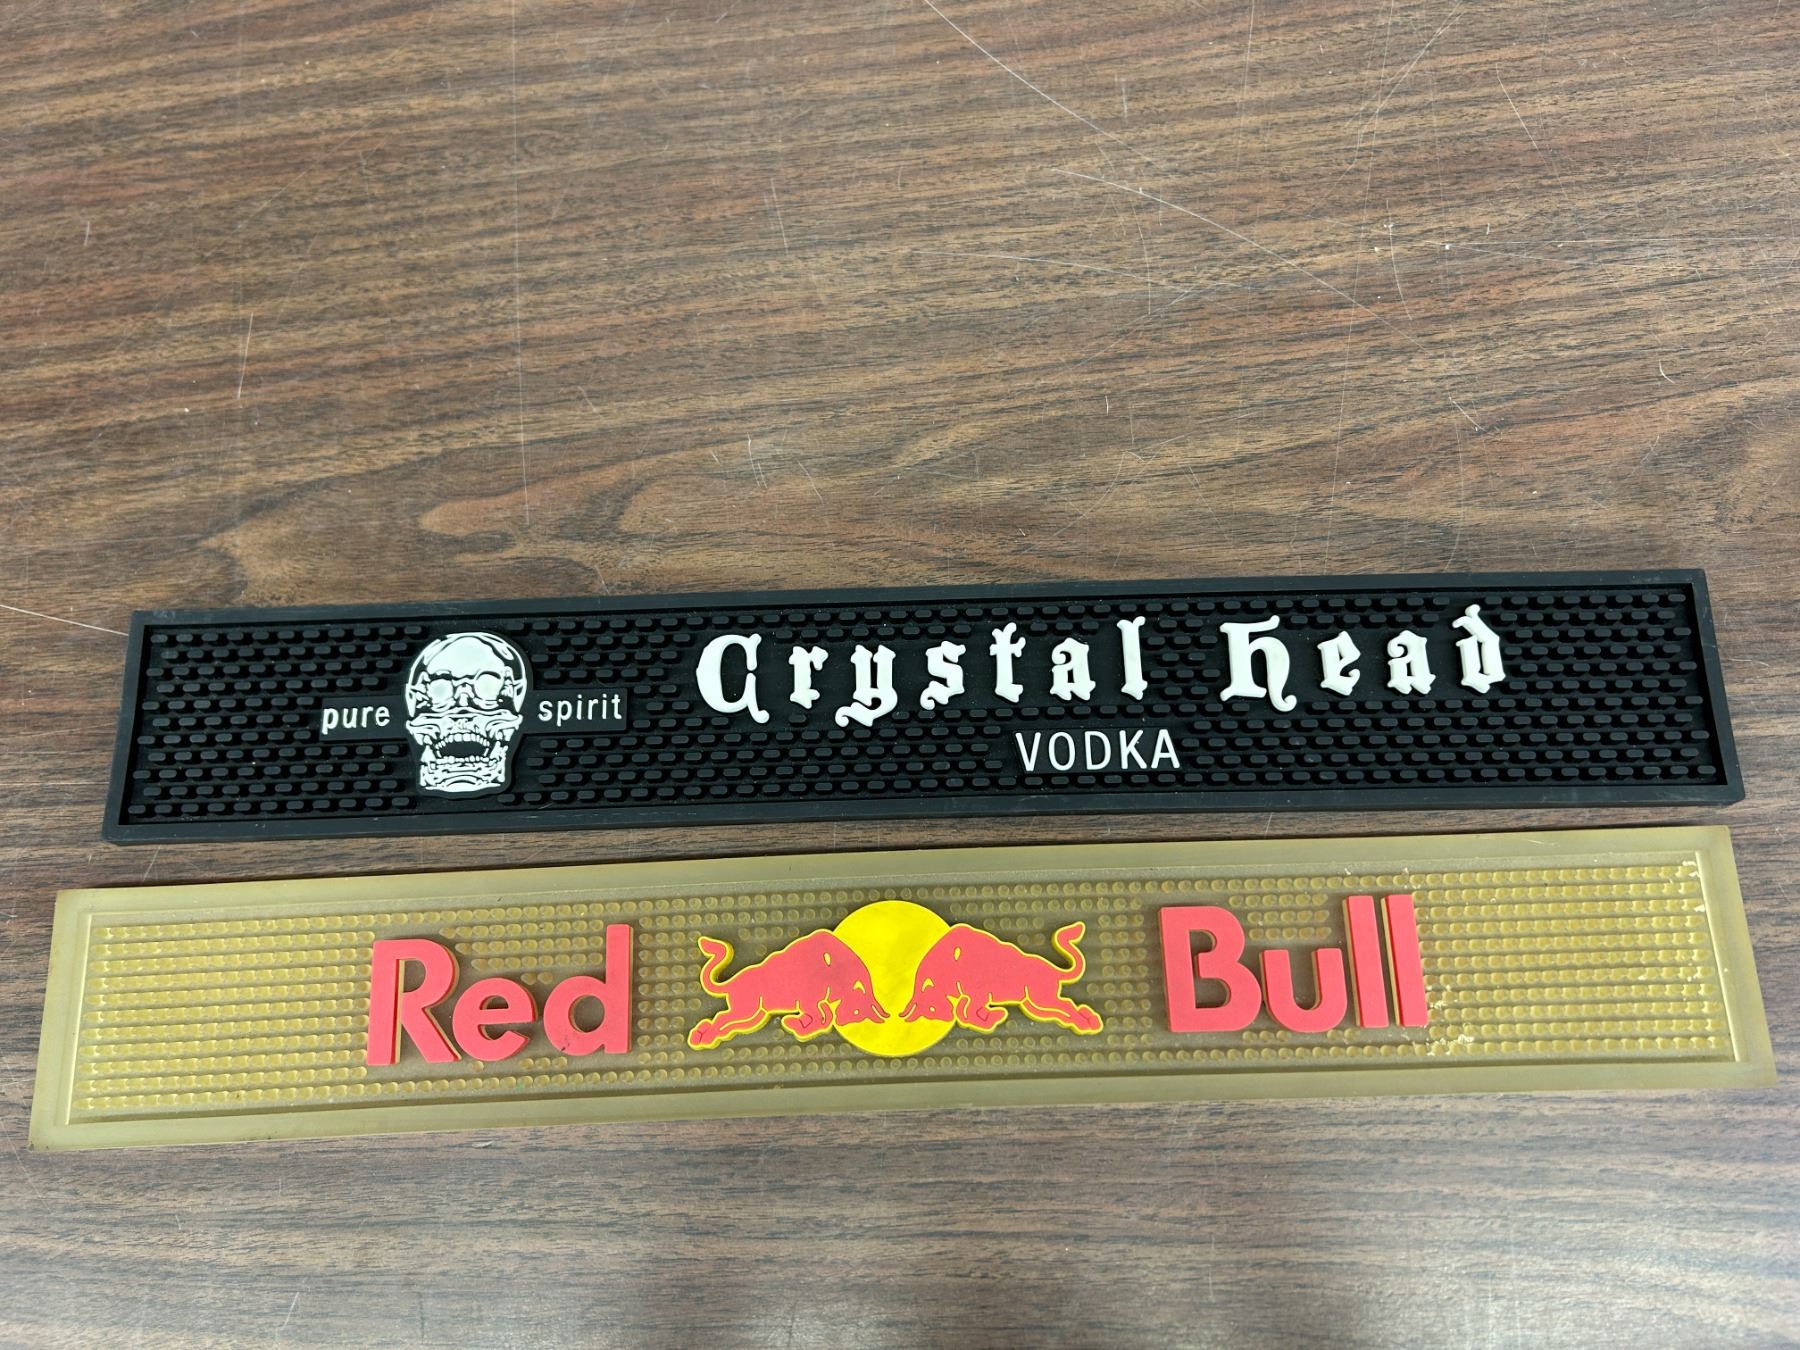 pure spirit Crystal Head
VODKA
Red Bull